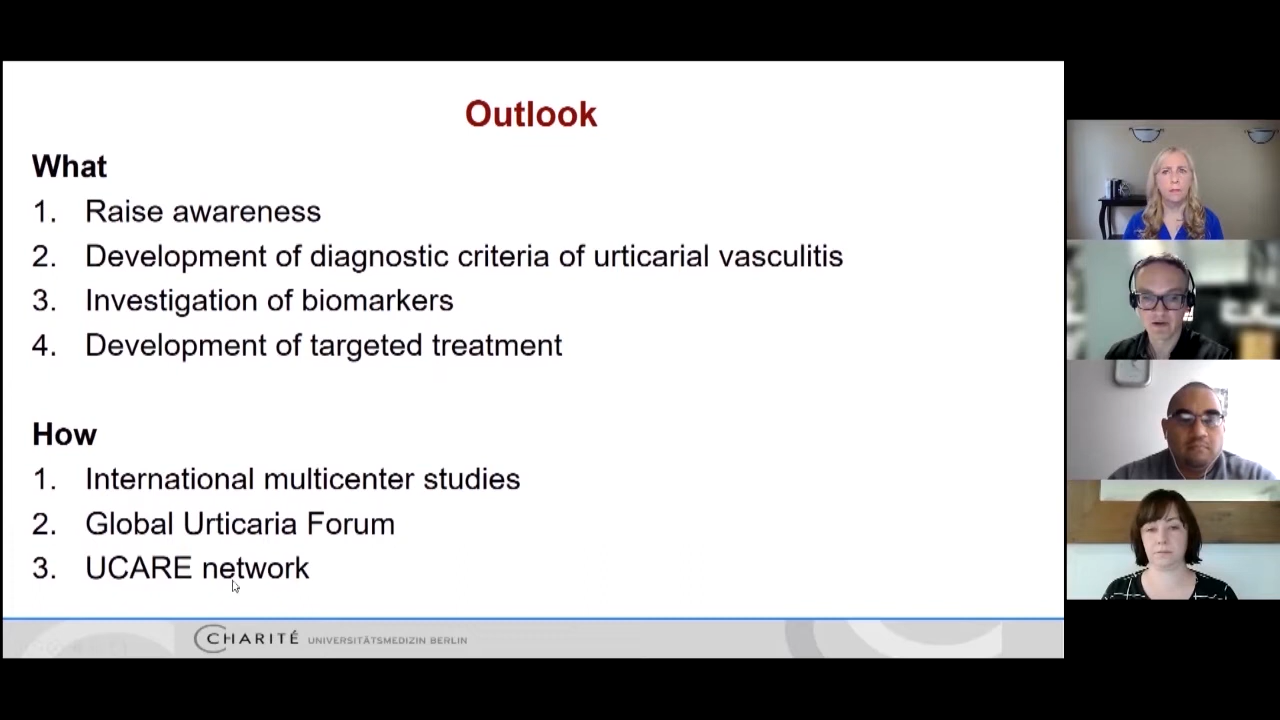 Outlook
What
1. Raise awareness
2. Development of diagnostic criteria of urticarial vasculitis
3. Investigation of biomarkers
4. Development of targeted treatment
How
1. International multicenter studies
2. Global Urticaria Forum
3. UCARE network
CHARITÉ UNIVERSITÄTSMEDIZIN BERLIN